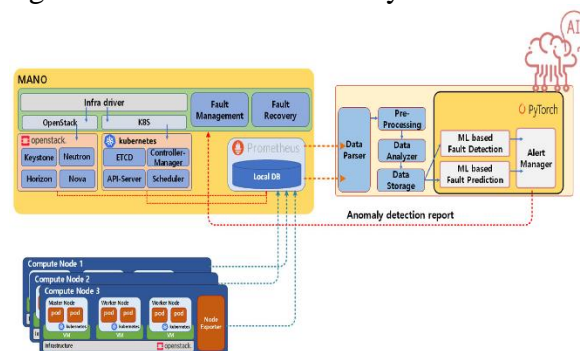 MANO
Infra driver
OpenStack
K8S
Fault
Management
Fault
Recovery
openstack.
kubernetes
Keystone
Neutron
Horizon
Nova
ETCD
Controller-
Manager
API-Server
Scheduler
Prometheus
Local DB
Data
Parser
Pre-
Processing
Data
Analyzer
Data
Storage
AI
PyTorch
ML based
Fault Detection
ML based
Fault Prediction
Alert
Manager
Anomaly detection report
Compute Node 1
Compute Node 2
Compute Node 3
Master Node
Worker Node
Worker Node
pod
pod
pod
pod
pod
pod
kubernetes
kubernetes
kubernetes
VM
VM
VM
Node
Exporter
Infrastructure
openstack.